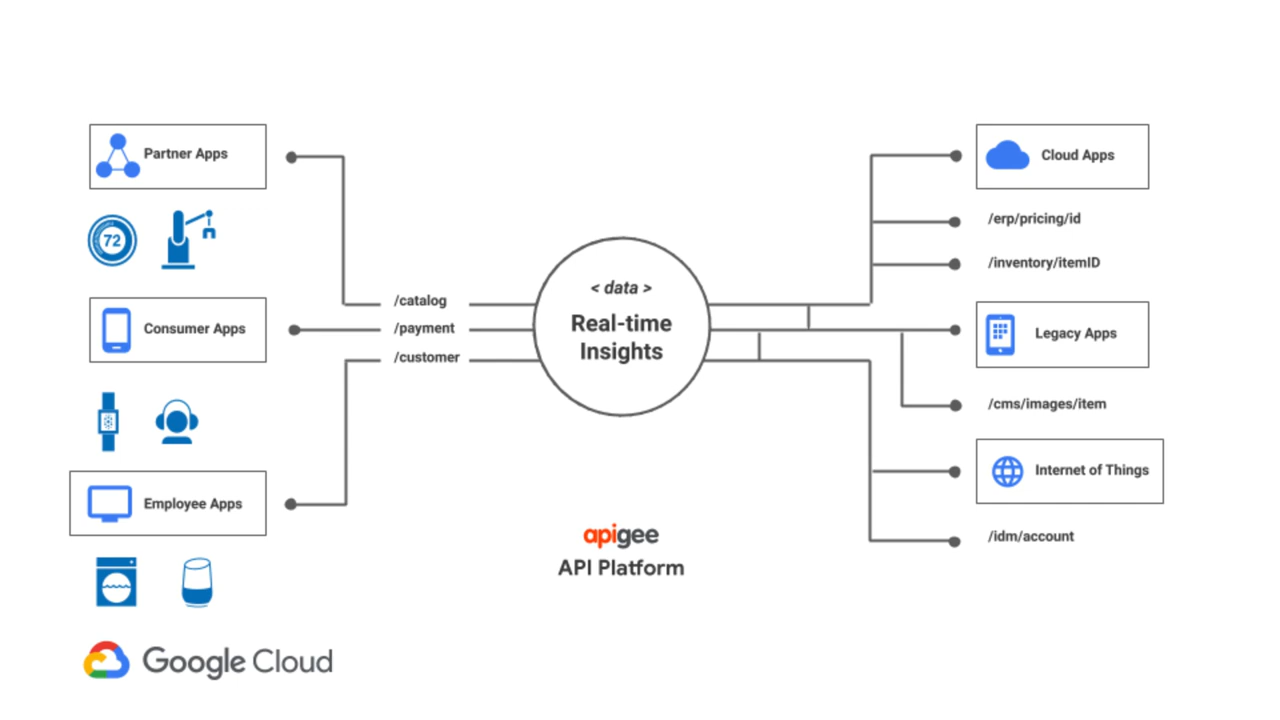 Partner Apps
72
Consumer Apps
Employee Apps
Google Cloud
/catalog
/payment
/customer
< data >
Real-time
Insights
apigee
API Platform
Cloud Apps
/erp/pricing/id
/inventory/itemID
Legacy Apps
/cms/images/item
Internet of Things
/idm/account